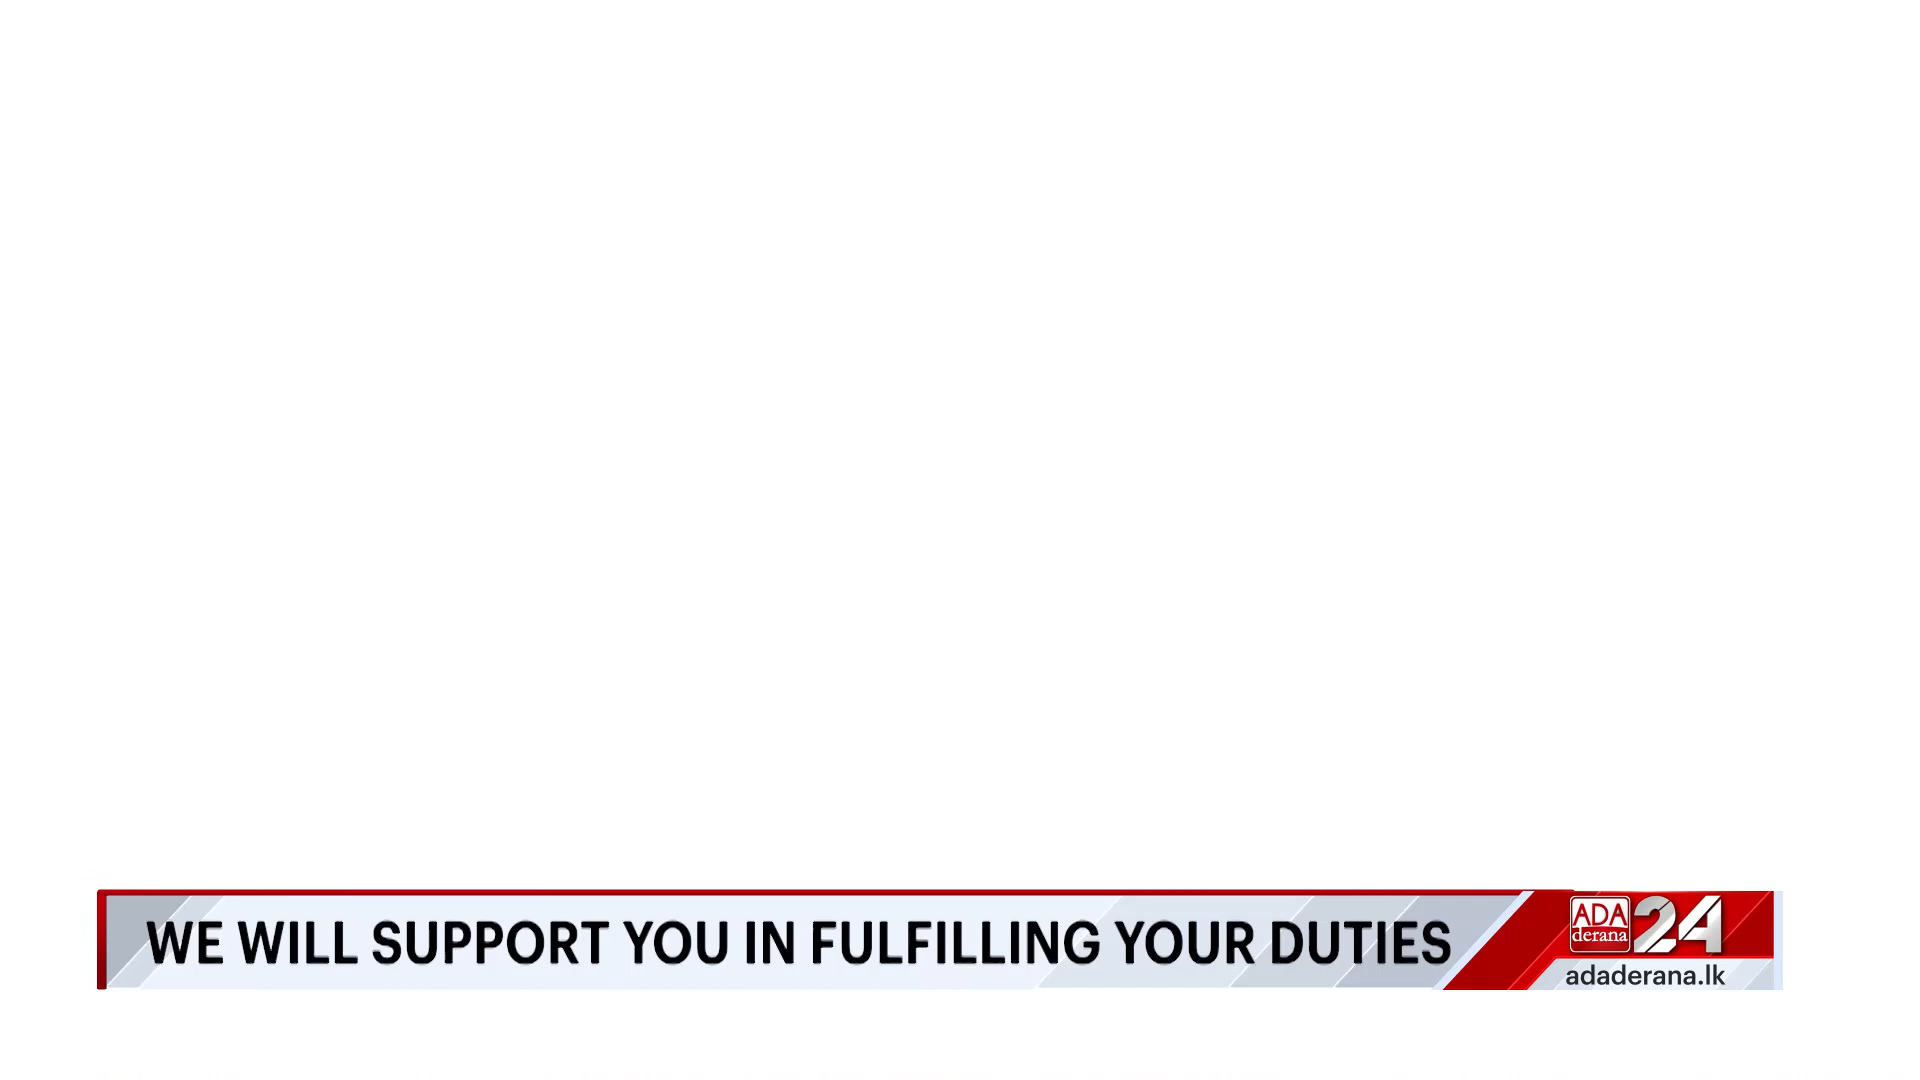 WE WILL SUPPORT YOU IN FULFILLING YOUR DUTIES
ADA
derana
24
adaderana.lk